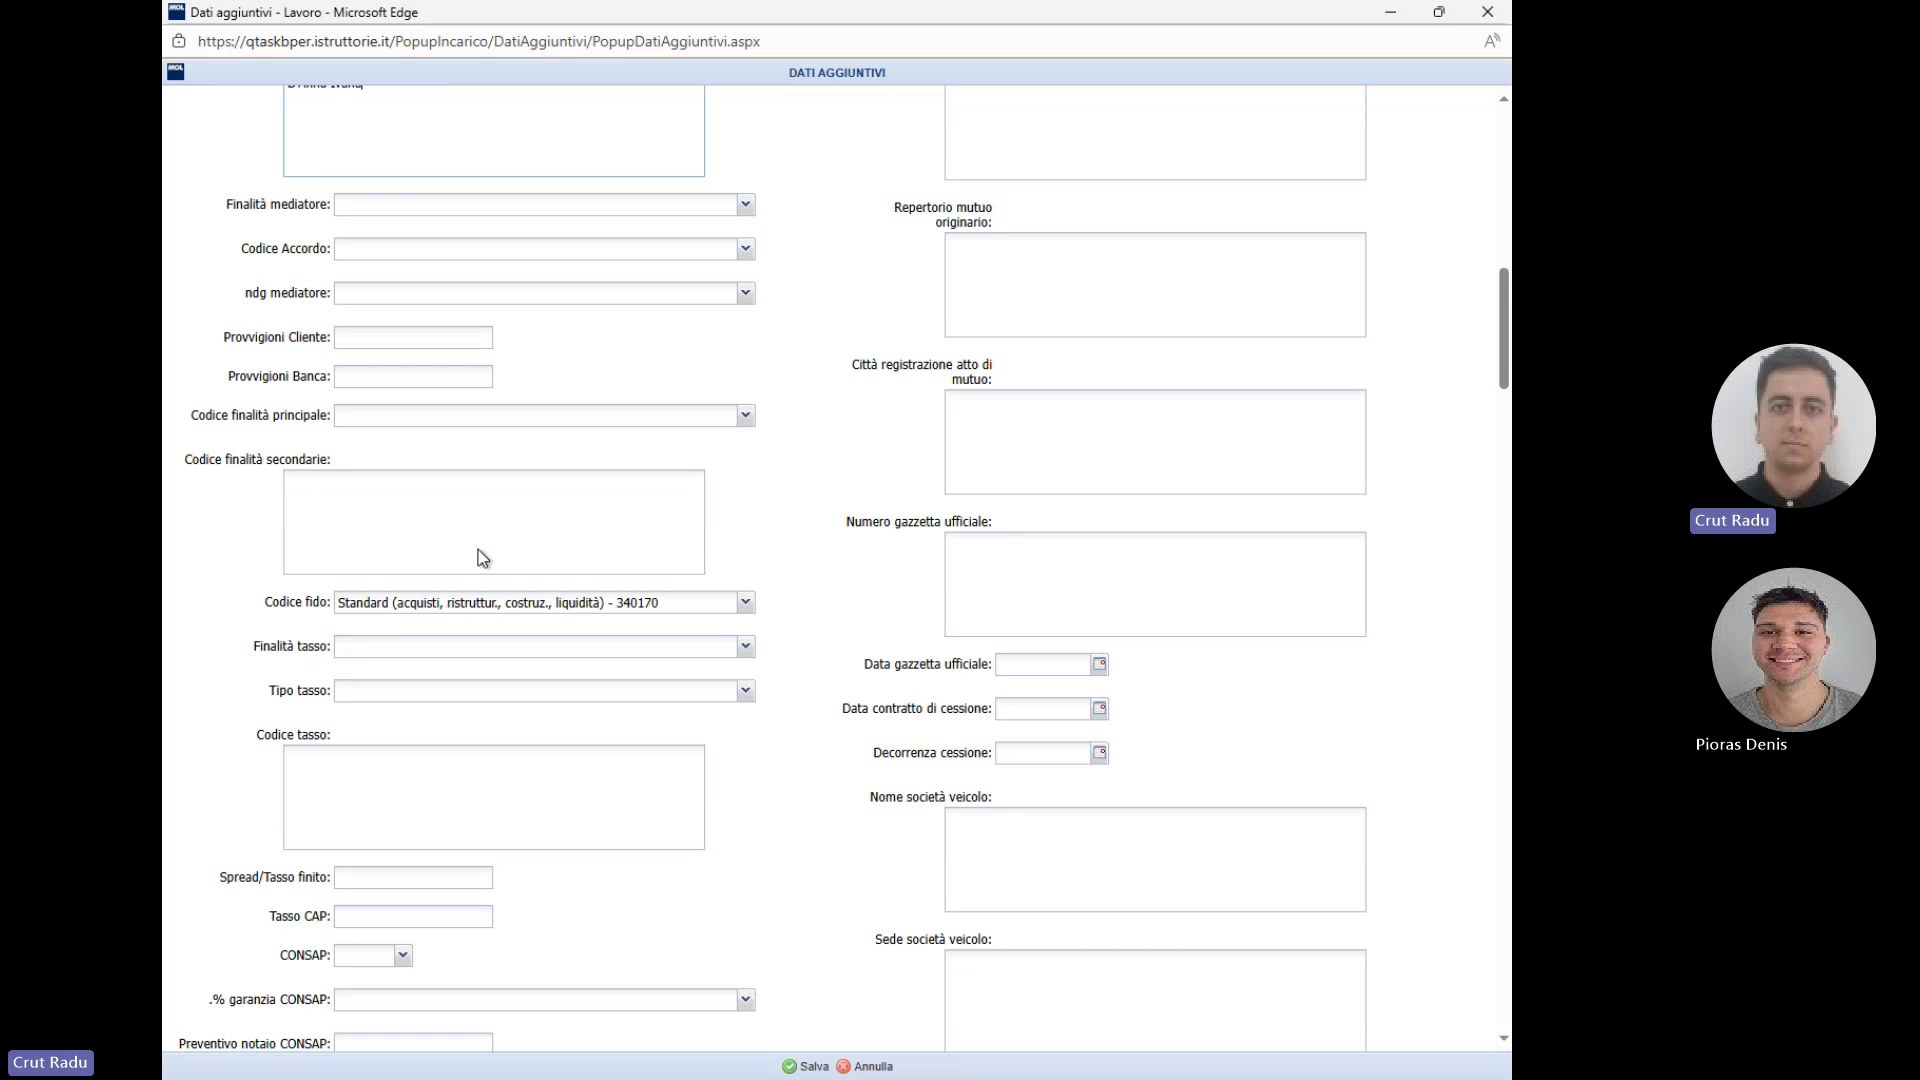 MOL Dati aggiuntivi - Lavoro - Microsoft Edge
https://qtaskbper.istruttorie.it/PopupIncarico/DatiAggiuntivi/PopupDatiAggiuntivi.aspx
MOL DATI AGGIUNTIVI
Finalità mediatore:
Codice Accordo:
ndg mediatore:
Provvigioni Cliente:
Provvigioni Banca:
Codice finalità principale:
Codice finalità secondarie:
Codice fido: Standard (acquisti, ristruttur., costruz., liquidità) - 340170
Finalità tasso:
Tipo tasso:
Codice tasso:
Spread/Tasso finito:
Tasso CAP:
CONSAP:
.% garanzia CONSAP:
Preventivo notaio CONSAP:
Repertorio mutuo
originario:
Città registrazione atto di
mutuo:
Numero gazzetta ufficiale:
Data gazzetta ufficiale:
Data contratto di cessione:
Decorrenza cessione:
Nome società veicolo:
Sede società veicolo:
Salva Annulla
Crut Radu
Pioras Denis
Crut Radu